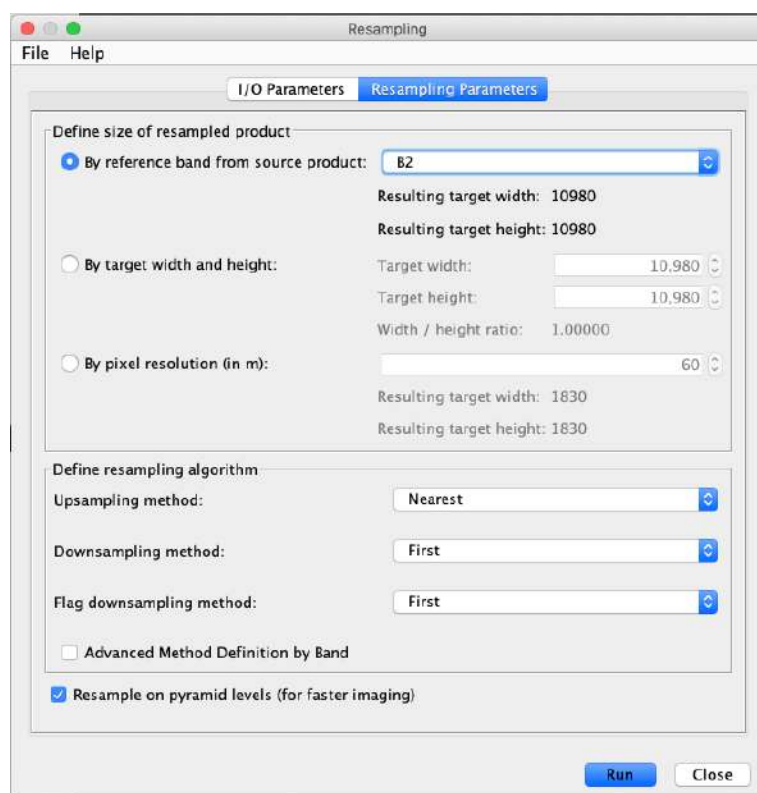 Resampling
File Help
I/O Parameters Resampling Parameters
Define size of resampled product
By reference band from source product: B2
Resulting target width: 10980
Resulting target height: 10980
By target width and height: Target width: 10,980
Target height: 10,980
Width / height ratio: 1.00000
By pixel resolution (in m): 60
Resulting target width: 1830
Resulting target height: 1830
Define resampling algorithm
Upsampling method: Nearest
Downsampling method: First
Flag downsampling method: First
Advanced Method Definition by Band
Resample on pyramid levels (for faster imaging)
Run Close